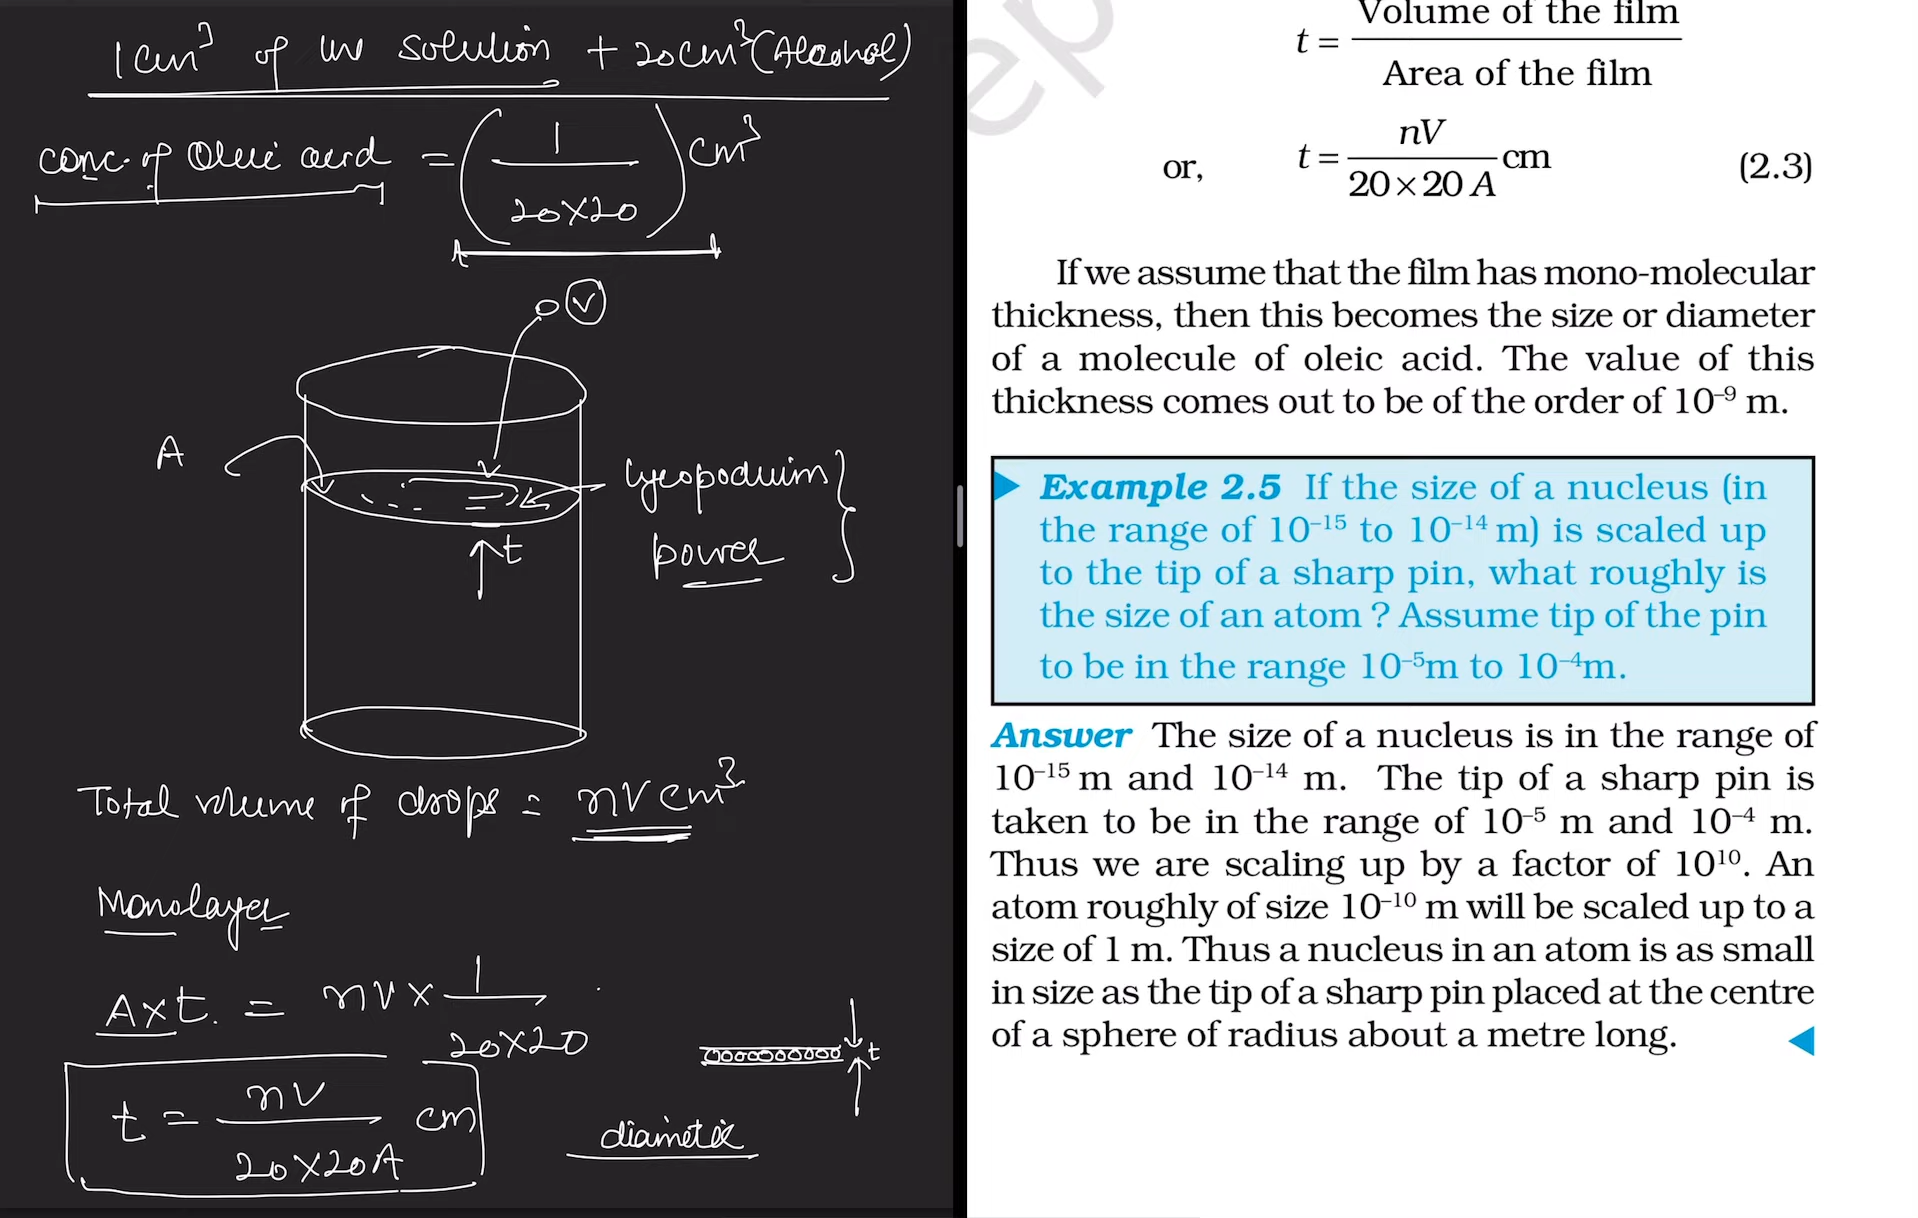 1 cm³ of this solution + 20 cm³ (Alcohol)
conc. of Oleic acid = (1 / 20×20) cm³
V
A
lycopoduim
power
t
Total volume of drops = nV cm³
Monolayer
A×t. = nV × 1 / 20×20
t
t = nV / 20×20A cm
diameter
ep
t = Volume of the film / Area of the film
or, t = nV / 20×20 A cm (2.3)
If we assume that the film has mono-molecular
thickness, then this becomes the size or diameter
of a molecule of oleic acid. The value of this
thickness comes out to be of the order of 10⁻⁹ m.
Example 2.5 If the size of a nucleus (in
the range of 10⁻¹⁵ to 10⁻¹⁴ m) is scaled up
to the tip of a sharp pin, what roughly is
the size of an atom ? Assume tip of the pin
to be in the range 10⁻⁵m to 10⁻⁴m.
Answer The size of a nucleus is in the range of
10⁻¹⁵ m and 10⁻¹⁴ m. The tip of a sharp pin is
taken to be in the range of 10⁻⁵ m and 10⁻⁴ m.
Thus we are scaling up by a factor of 10¹⁰. An
atom roughly of size 10⁻¹⁰ m will be scaled up to a
size of 1 m. Thus a nucleus in an atom is as small
in size as the tip of a sharp pin placed at the centre
of a sphere of radius about a metre long.